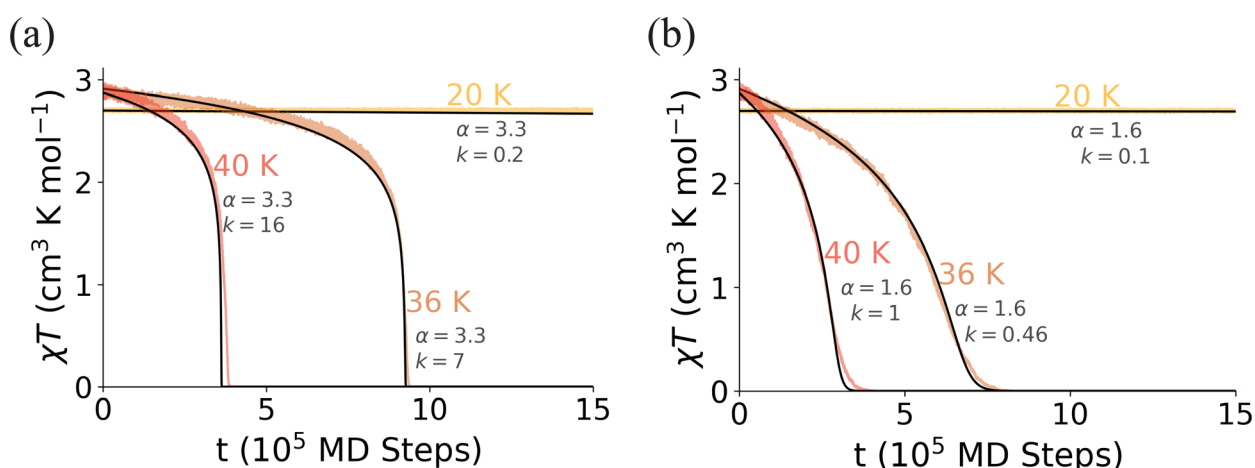 (a)
χT (cm³ K mol⁻¹)
3
2
1
0
20 K
α = 3.3
k = 0.2
40 K
α = 3.3
k = 16
36 K
α = 3.3
k = 7
0 5 10 15
t (10⁵ MD Steps)
(b)
χT (cm³ K mol⁻¹)
3
2
1
0
20 K
α = 1.6
k = 0.1
40 K
α = 1.6
k = 1
36 K
α = 1.6
k = 0.46
0 5 10 15
t (10⁵ MD Steps)